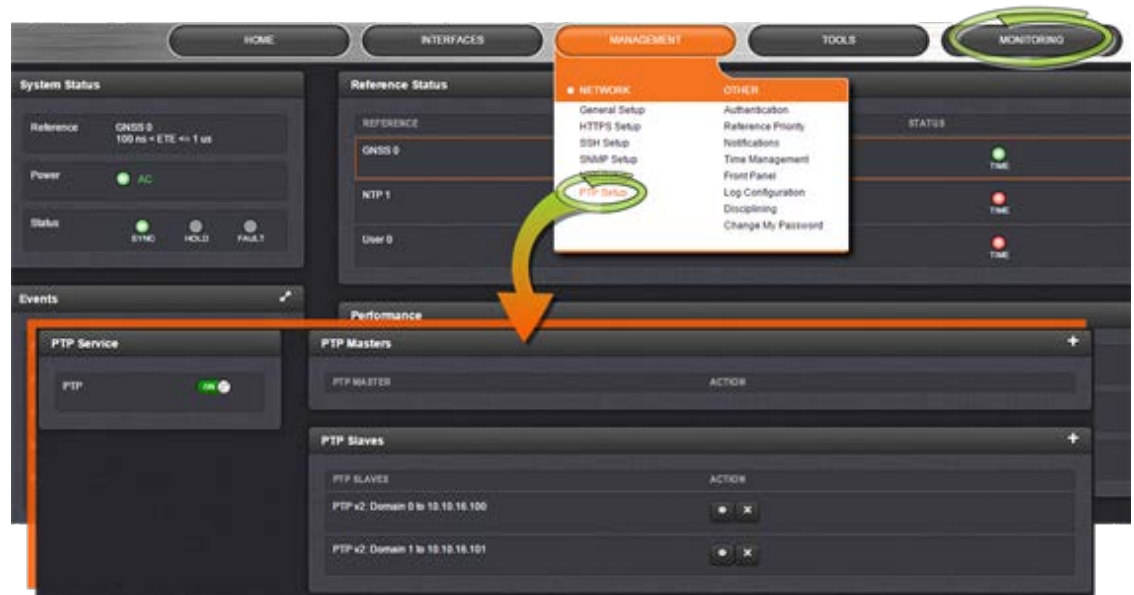 HOME INTERFACES MANAGEMENT TOOLS MONITORING
System Status
Reference GNSS 0
100 ns < ETE <= 1 us
Power AC
Status
SYNC HOLD FAULT
Events
Reference Status
REFERENCE STATUS
GNSS 0
TIME
NTP 1
TIME
User 0
TIME
NETWORK
General Setup
HTTPS Setup
SSH Setup
SNMP Setup
PTP Setup
OTHER
Authentication
Reference Priority
Notifications
Time Management
Front Panel
Log Configuration
Disciplining
Change My Password
Performance
PTP Service
PTP ON
PTP Masters +
PTP MASTER ACTION
PTP Slaves +
PTP SLAVES ACTION
PTP v2: Domain 0 to 10.10.16.100
PTP v2: Domain 1 to 10.10.16.101